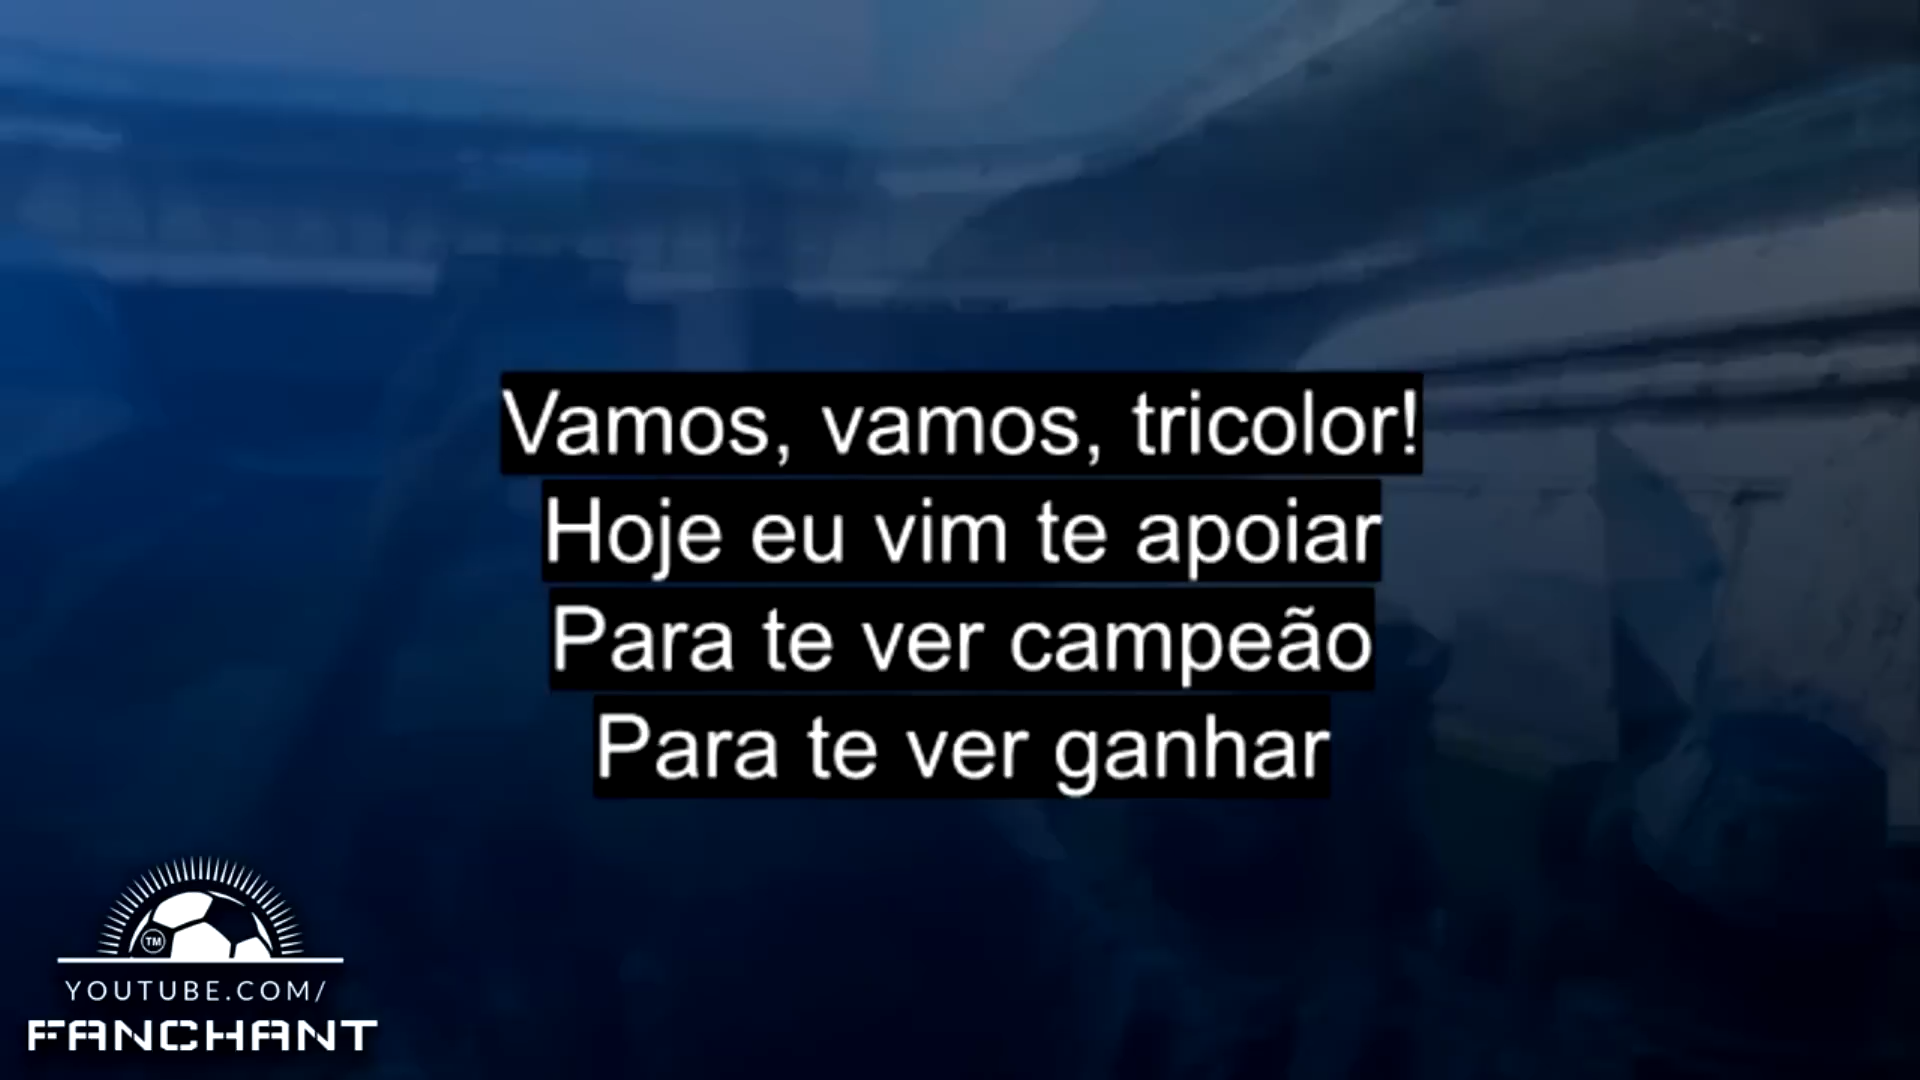 Vamos, vamos, tricolor!
Hoje eu vim te apoiar
Para te ver campeão
Para te ver ganhar
TM
YOUTUBE.COM/
FANCHANT